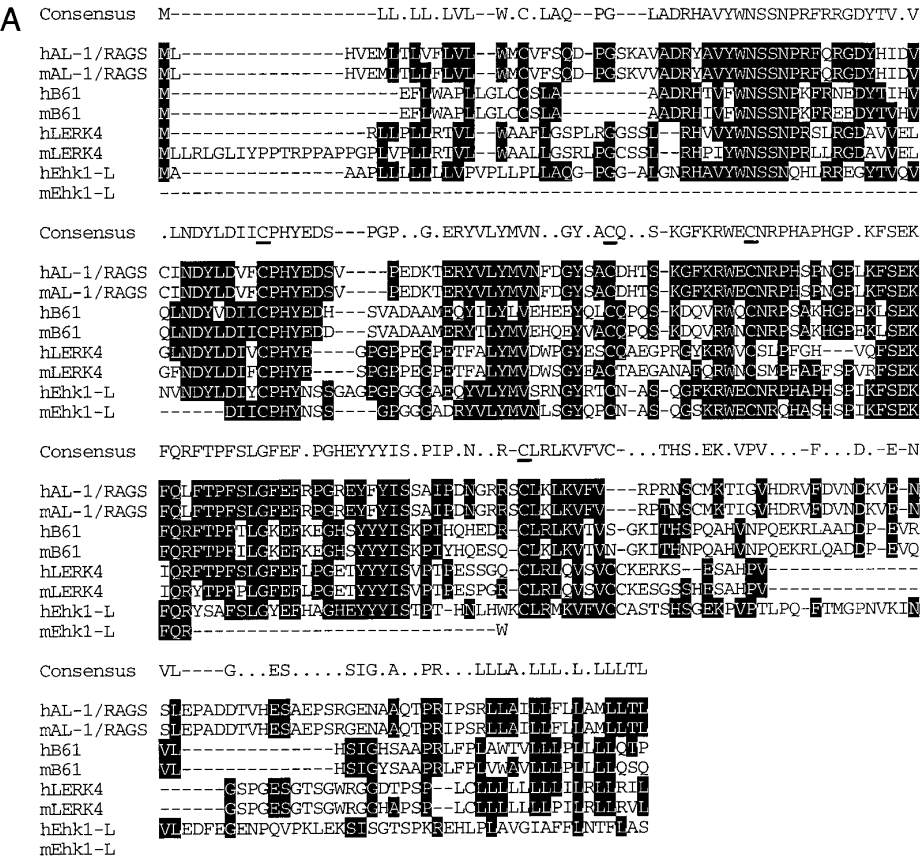 A
Consensus M-------------------LL.LL.LVL--W.C.LAQ--PG---LADRHAVYWNSSNPRFRRGDYTV.V
hAL-1/RAGS ML----------------HVEMLTLVFLVL--WMCVFSQD-PGSKAVADRYAVYWNSSNPRFQRGDYHIDV
mAL-1/RAGS ML----------------HVEMLTLLFLVL--WMCVFSQD-PGSKVVADRYAVYWNSSNPRFQRGDYHIDV
hB61 M---------------------EFLWAPLLGLCCSLA--------AADRHTVFWNSSNPKFRNEDYTIHV
mB61 M---------------------EFLWAPLLGLCCSLA--------AADRHIVFWNSSNPKFREEDYTVHV
hLERK4 M------------------RLLPLLRTVL--WAAFLGSPLRGGSSL--RHVVYWNSSNPRSLRGDAVVEL
mLERK4 MLLRLGLIYPPTRPPAPPGPLVPLLRTVL--WAALLGSRLPGCSSL--RHPIYWNSSNPRLLRGDAVVEL
hEhk1-L MA----------------AAPLLLLLLLVPVPLLPLLAQG-PGG-ALGNRHAVYWNSSNQHLRREGYTVQV
mEhk1-L ----------------------------------------------------------------------
Consensus .LNDYLDIICPHYEDS---PGP..G.ERYVLYMVN..GY.ACQ..S-KGFKRWECNRPHAPHGP.KFSEK
hAL-1/RAGS CINDYLDVFCPHYEDSV----PEDKTERYVLYMVNFDGYSACDHTS-KGFKRWECNRPHSPNGPLKFSEK
mAL-1/RAGS CINDYLDVFCPHYEDSV----PEDKTERYVLYMVNFDGYSACDHTS-KGFKRWECNRPHSPNGPLKFSEK
hB61 QLNDYVDIICPHYEDH---SVADAAMEQYILYLVEHEEYQLCQPQS-KDQVRWQCNRPSAKHGPEKLSEK
mB61 QLNDYLDIICPHYEDD---SVADAAMERYTLYMVEHQEYVACQPQS-KDQVRWNCNRPSAKHGPEKLSEK
hLERK4 GLNDYLDIVCPHYE----GPGPPEGPETFALYMVDWPGYESCQAEGPRGYKRWVCSLPFGH---VQFSEK
mLERK4 GFNDYLDIFCPHYE----SPGPPEGPETFALYMVDWSGYEACTAEGANAFQRWNCSMPFAPFSPVRFSEK
hEhk1-L NVNDYLDIYCPHYNSSGAGPGPGGGAEQYVLYMVSRNGYRTCN-AS-QGFKRWECNRPHAPHSPIKFSEK
mEhk1-L ------DIICPHYNSS----GPGGGADRYVLYMVNLSGYQPCN-AS-QGSKRWECNRQHASHSPIKFSEK
Consensus FQRFTPFSLGFEF.PGHEYYYIS.PIP.N..R-CLRLKVFVC-...THS.EK.VPV---.F...D.-E-N
hAL-1/RAGS FQLFTPFSLGFEFRPGREYFYISSAIPDNGRRSCLKLKVFV---RPRNSCMKTIGVHDRVFDVNDKVE-N
mAL-1/RAGS FQLFTPFSLGFEFRPGREYFYISSAIPDNGRRSCLKLKVFV---RPTNSCMKTIGVHDRVFDVNDKVE-N
hB61 FQRFTPFTLGKEFKEGHSYYYISKPIHQHEDR-CLRLKVTVS-GKITHSPQAHVNPQEKRLAADDP-EVR
mB61 FQRFTPFILGKEFKEGHSYYYISKPIYHQESQ-CLKLKVTVN-GKITHNPQAHVNPQEKRLQADDP-EVQ
hLERK4 IQRFTPFSLGFEFLPGETYYYISVPTPESSGQ-CLRLQVSVCCKERKS--ESAHPV--------------
mLERK4 IQRYTPFPLGFEFLPGETYYYISVPTPESPGR-CLRLQVSVCCKESGSSHESAHPV--------------
hEhk1-L FQRYSAFSLGYEFHAGHEYYYISTPT-HNLHWKCLRMKVFVCCASTSHSGEKPVPTLPQ-FTMGPNVKIN
mEhk1-L FQR-----------------------------W
Consensus VL----G...ES.....SIG.A..PR...LLLA.LLL.L.LLLTL
hAL-1/RAGS SLEPADDTVHESAEPSRGENAAQTPRIPSRLLAILLFLLAMLLTL
mAL-1/RAGS SLEPADDTVHESAEPSRGENAAQTPRIPSRLLAILLFLLAMLLTL
hB61 VL--------------HSIGHSAAPRLFPLAWTVLLLPLLLLQTP
mB61 VL--------------HSIGYSAAPRLFPLVWAVLLLPLLLLQSQ
hLERK4 ------GSPGESGTSGWRGGDTPSP--LCLLLLLLLLILRLLRIL
mLERK4 ------GSPGESGTSGWRGGHAPSP--LCLLLLLLLPILRLLRVL
hEhk1-L VLEDFEGENPQVPKLEKSISGTSPKREHLPLAVGIAFFLNTFLAS
mEhk1-L